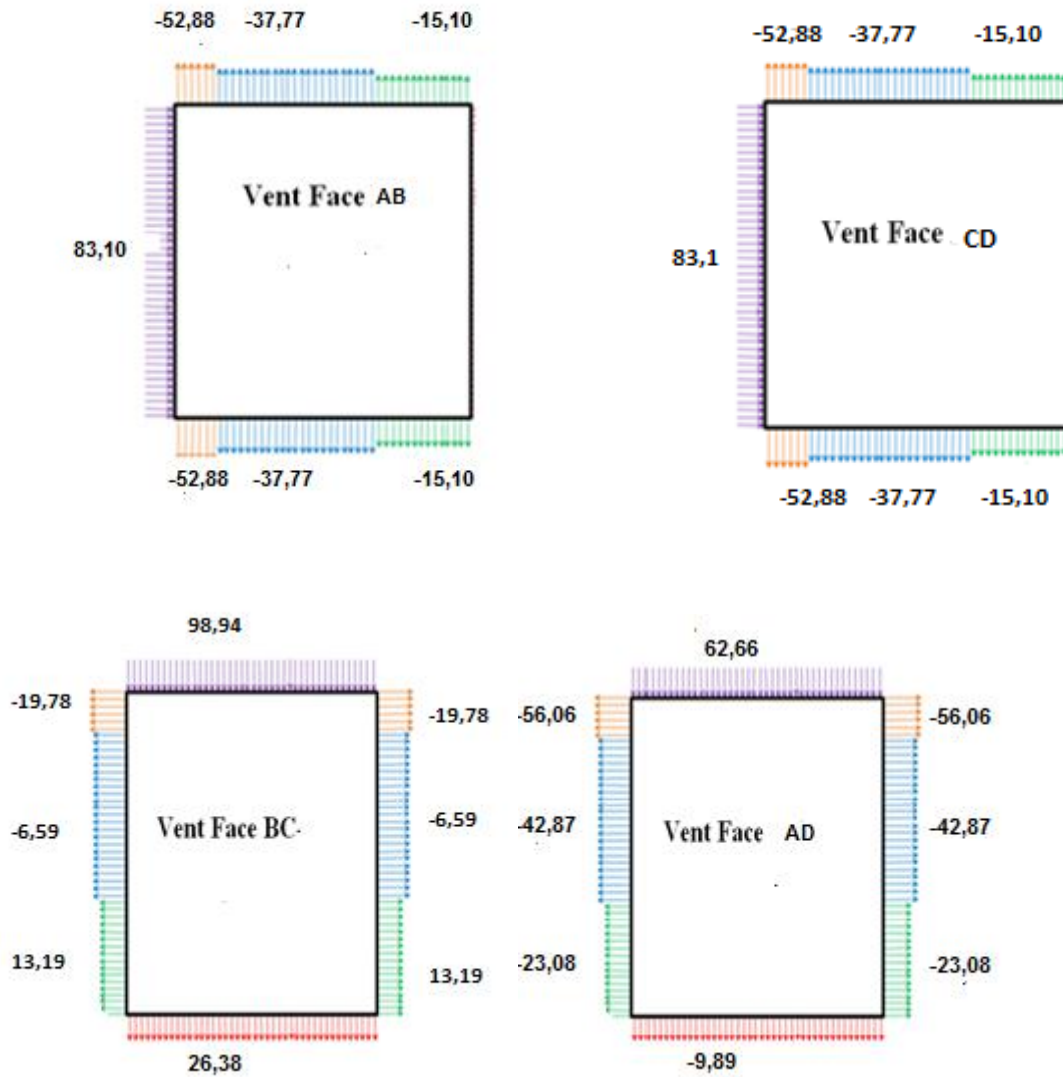 -52,88 -37,77 -15,10
Vent Face AB
83,10
-52,88 -37,77 -15,10
-52,88 -37,77 -15,10
Vent Face CD
83,1
-52,88 -37,77 -15,10
98,94
-19,78 -19,78
Vent Face BC-
-6,59 -6,59
13,19 13,19
26,38
62,66
-56,06 -56,06
Vent Face AD
-42,87 -42,87
-23,08 -23,08
-9,89